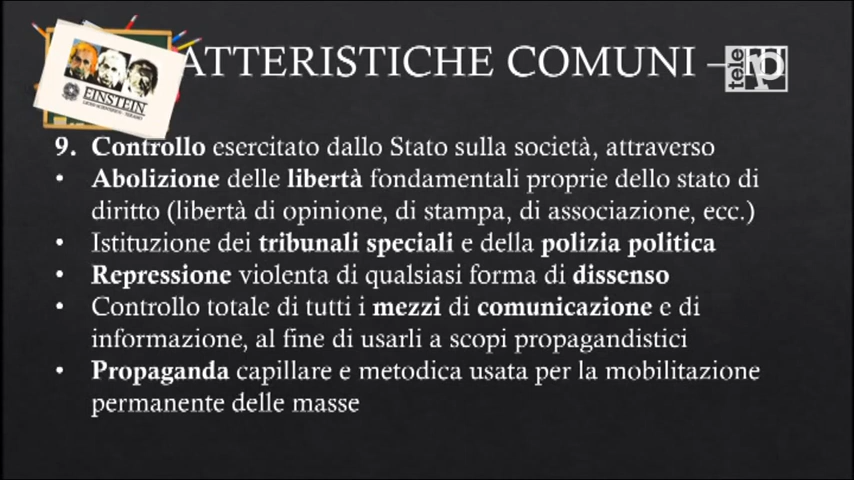 ATTERISTICHE COMUNI –
EINSTEIN
LICEO SCIENTIFICO - TERAMO
tele p
9. Controllo esercitato dallo Stato sulla società, attraverso
• Abolizione delle libertà fondamentali proprie dello stato di
diritto (libertà di opinione, di stampa, di associazione, ecc.)
• Istituzione dei tribunali speciali e della polizia politica
• Repressione violenta di qualsiasi forma di dissenso
• Controllo totale di tutti i mezzi di comunicazione e di
informazione, al fine di usarli a scopi propagandistici
• Propaganda capillare e metodica usata per la mobilitazione
permanente delle masse